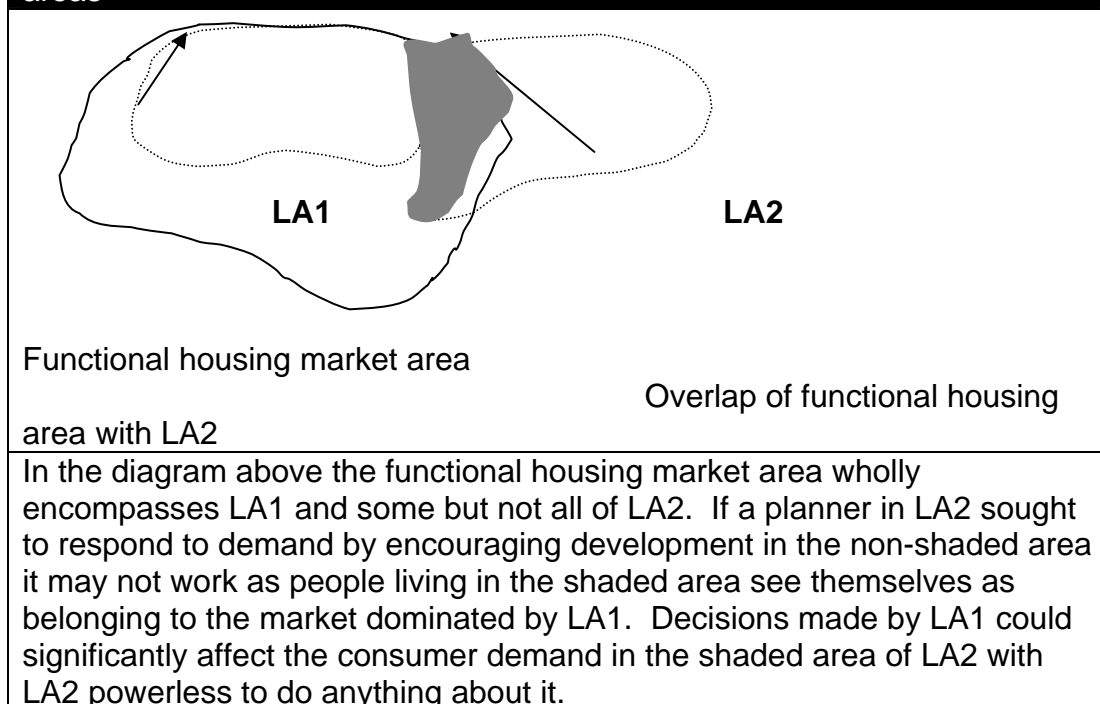 areas
LA1 LA2
Functional housing market area
Overlap of functional housing
area with LA2
In the diagram above the functional housing market area wholly
encompasses LA1 and some but not all of LA2.  If a planner in LA2 sought
to respond to demand by encouraging development in the non-shaded area
it may not work as people living in the shaded area see themselves as
belonging to the market dominated by LA1.  Decisions made by LA1 could
significantly affect the consumer demand in the shaded area of LA2 with
LA2 powerless to do anything about it.